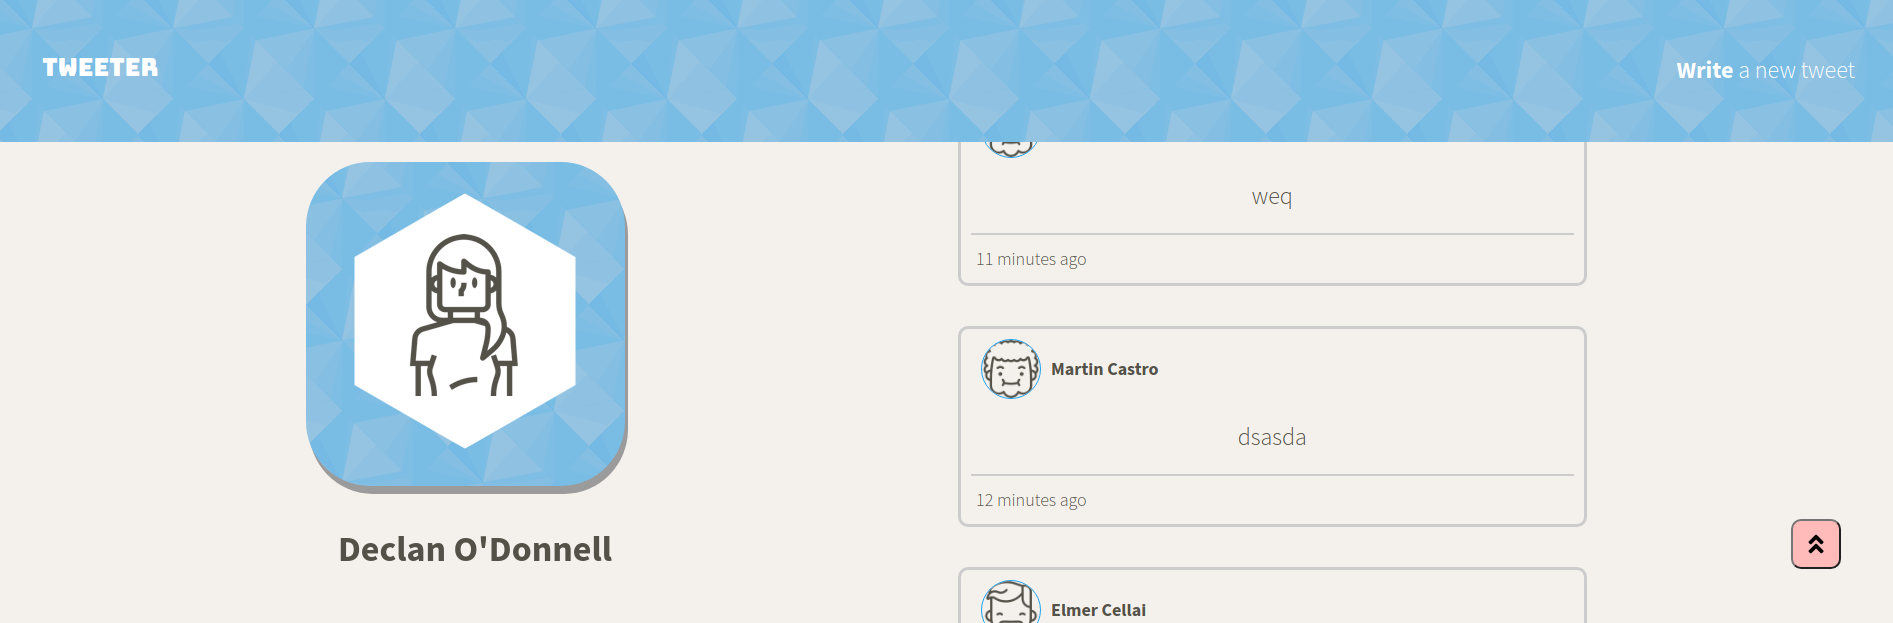 TWEETER
Write a new tweet
Declan O'Donnell
weq
11 minutes ago
Martin Castro
dsasda
12 minutes ago
Elmer Cellai